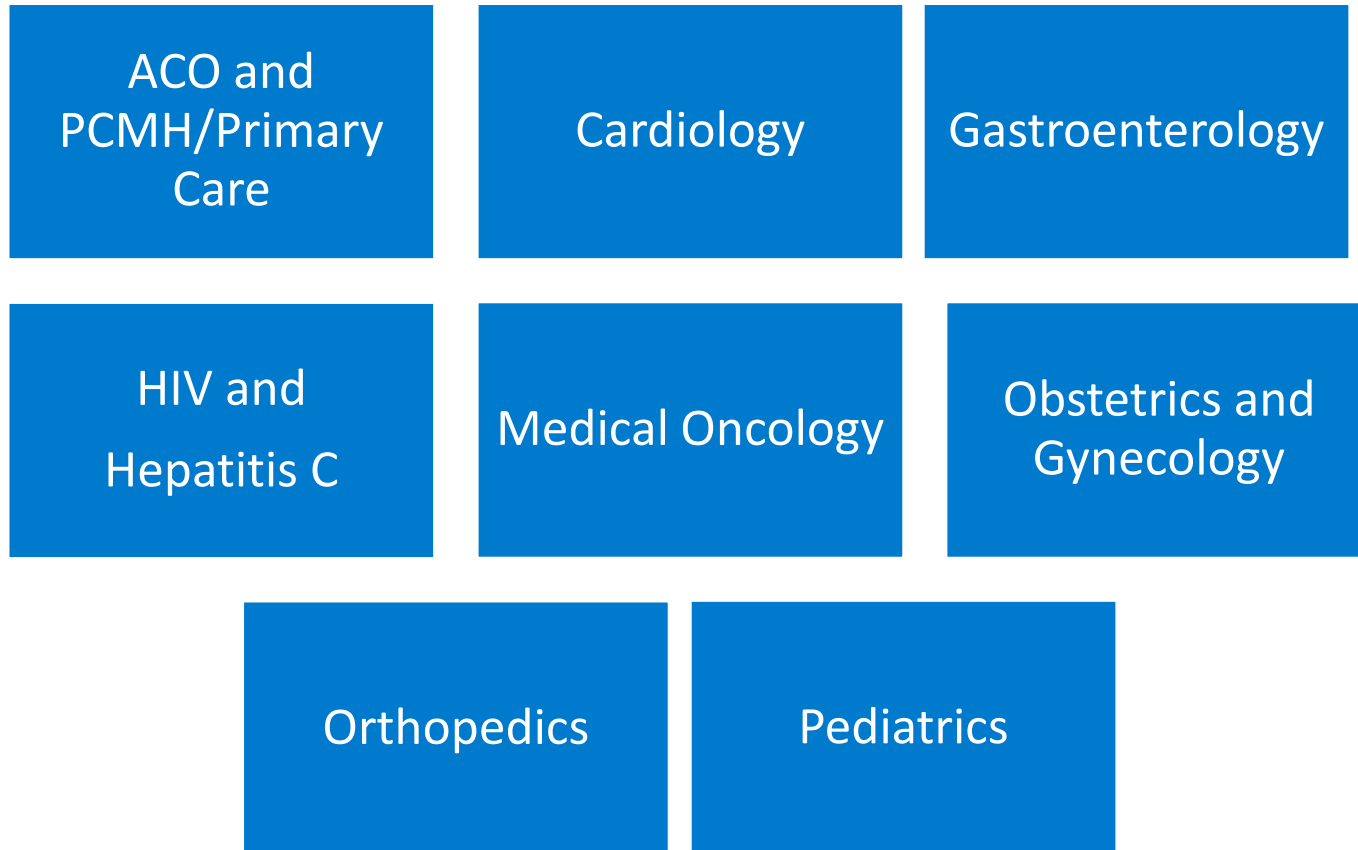 ACO and
PCMH/Primary
Care
Cardiology
Gastroenterology
HIV and
Hepatitis C
Medical Oncology
Obstetrics and
Gynecology
Orthopedics
Pediatrics